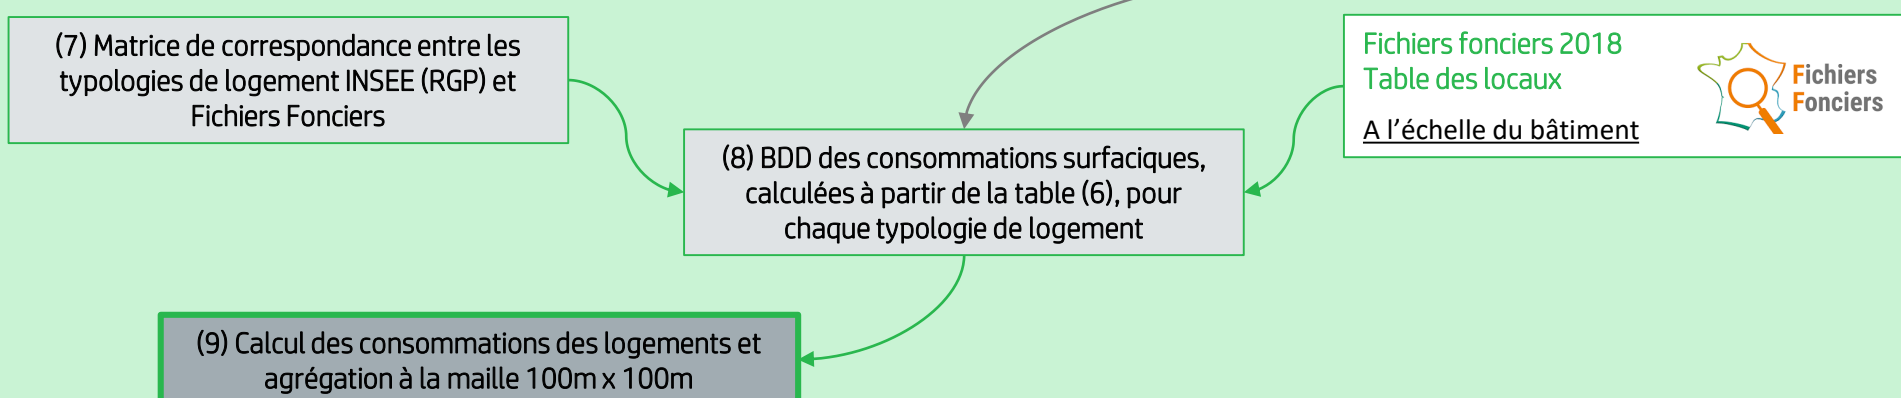 (7) Matrice de correspondance entre les
typologies de logement INSEE (RGP) et
Fichiers Fonciers
Fichiers fonciers 2018
Table des locaux
A l’échelle du bâtiment
Fichiers
Fonciers
(8) BDD des consommations surfaciques,
calculées à partir de la table (6), pour
chaque typologie de logement
(9) Calcul des consommations des logements et
agrégation à la maille 100m x 100m